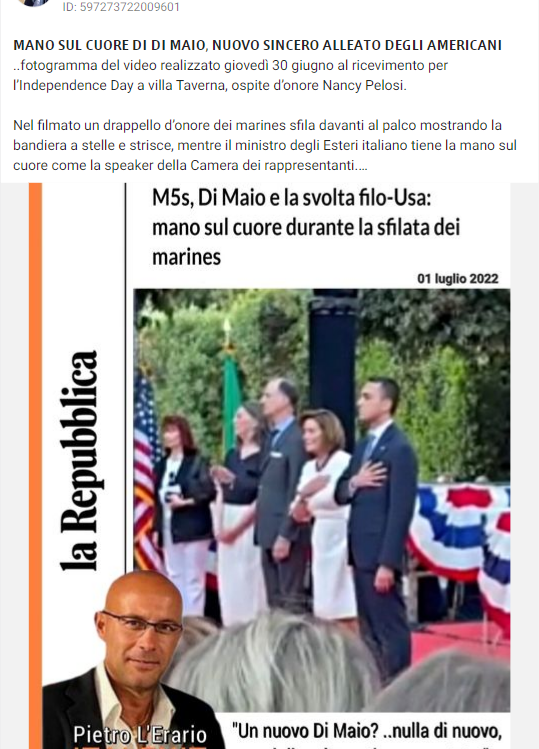 ID: 597273722009601
MANO SUL CUORE DI DI MAIO, NUOVO SINCERO ALLEATO DEGLI AMERICANI
..fotogramma del video realizzato giovedì 30 giugno al ricevimento per
l'Independence Day a villa Taverna, ospite d'onore Nancy Pelosi.
Nel filmato un drappello d'onore dei marines sfila davanti al palco mostrando la
bandiera a stelle e strisce, mentre il ministro degli Esteri italiano tiene la mano sul
cuore come la speaker della Camera dei rappresentanti....
M5s, Di Maio e la svolta filo-Usa:
mano sul cuore durante la sfilata dei
marines
01 luglio 2022
la Repubblica
Pietro L'Erario
"Un nuovo Di Maio? ..nulla di nuovo,